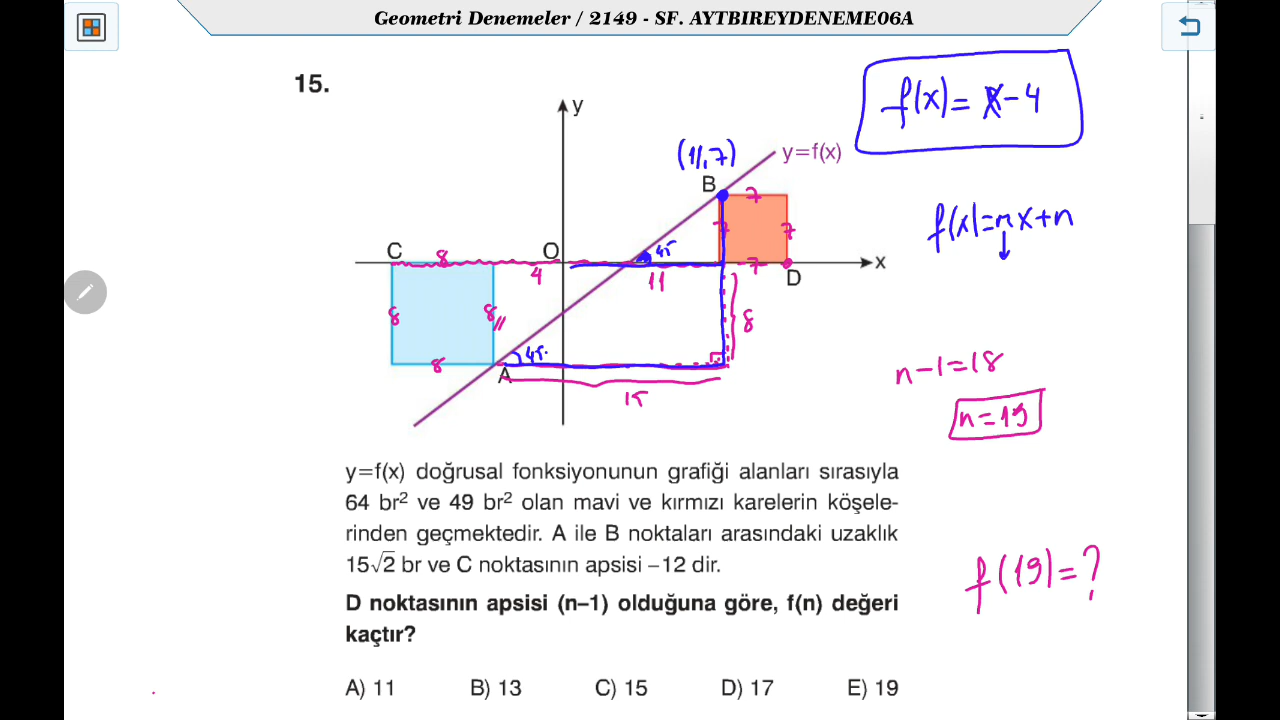 Geometri Denemeler / 2149 - SF. AYTBIREYDENEME06A
15.
f(x) = x-4
y
(11,7)
y=f(x)
B
7
7
7
f(x)=mx+n
C
8
O
45
4
11
7
x
D
8
8
8
8
45
A
15
n-1=18
n=19
y=f(x) doğrusal fonksiyonunun grafiği alanları sırasıyla
64 br² ve 49 br² olan mavi ve kırmızı karelerin köşele-
rinden geçmektedir. A ile B noktaları arasındaki uzaklık
15√2 br ve C noktasının apsisi –12 dir.
f(19)=?
D noktasının apsisi (n–1) olduğuna göre, f(n) değeri
kaçtır?
A) 11 B) 13 C) 15 D) 17 E) 19